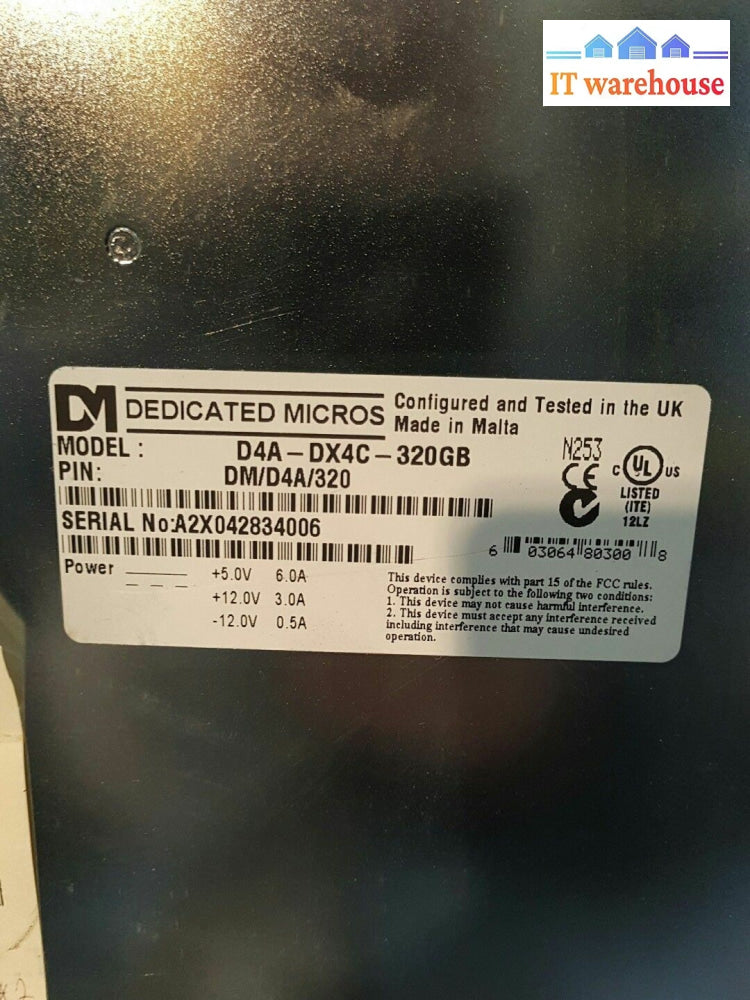 IT warehouse
DM DEDICATED MICROS
Configured and Tested in the UK
Made in Malta
MODEL : D4A-DX4C-320GB
PIN: DM/D4A/320
N253
CE
C UL US
LISTED
(ITE)
12LZ
SERIAL No:A2X042834006
6 03064 80300 8
Power
+5.0V 6.0A
+12.0V 3.0A
-12.0V 0.5A
This device complies with part 15 of the FCC rules.
Operation is subject to the following two conditions:
1. This device may not cause harmful interference.
2. This device must accept any interference received
including interference that may cause undesired
operation.